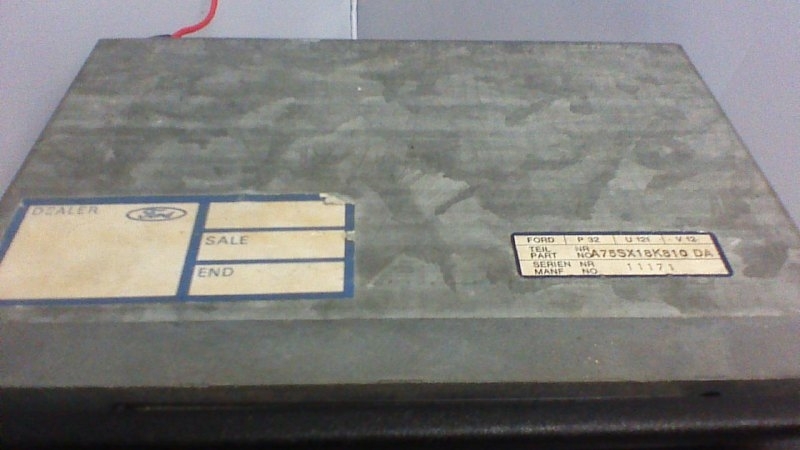 DEALER Ford
SALE
END
FORD P 32 U 121 V 12
TEIL NR
PART NO A75SX18K810 DA
SERIEN NR
MANF NO. 11171